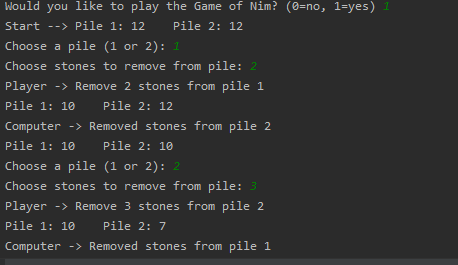 Would you like to play the Game of Nim? (0=no, 1=yes) 1
Start --> Pile 1: 12    Pile 2: 12
Choose a pile (1 or 2): 1
Choose stones to remove from pile: 2
Player -> Remove 2 stones from pile 1
Pile 1: 10    Pile 2: 12
Computer -> Removed stones from pile 2
Pile 1: 10    Pile 2: 10
Choose a pile (1 or 2): 2
Choose stones to remove from pile: 3
Player -> Remove 3 stones from pile 2
Pile 1: 10    Pile 2: 7
Computer -> Removed stones from pile 1